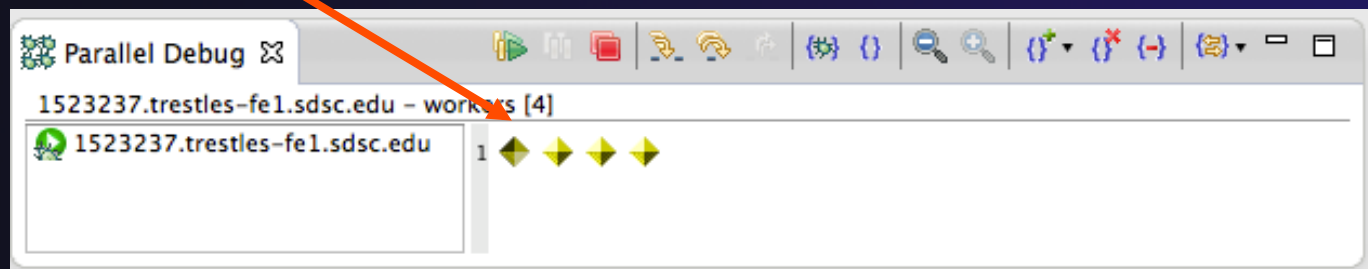 Parallel Debug
1523237.trestles-fe1.sdsc.edu – workers [4]
1523237.trestles-fe1.sdsc.edu
1